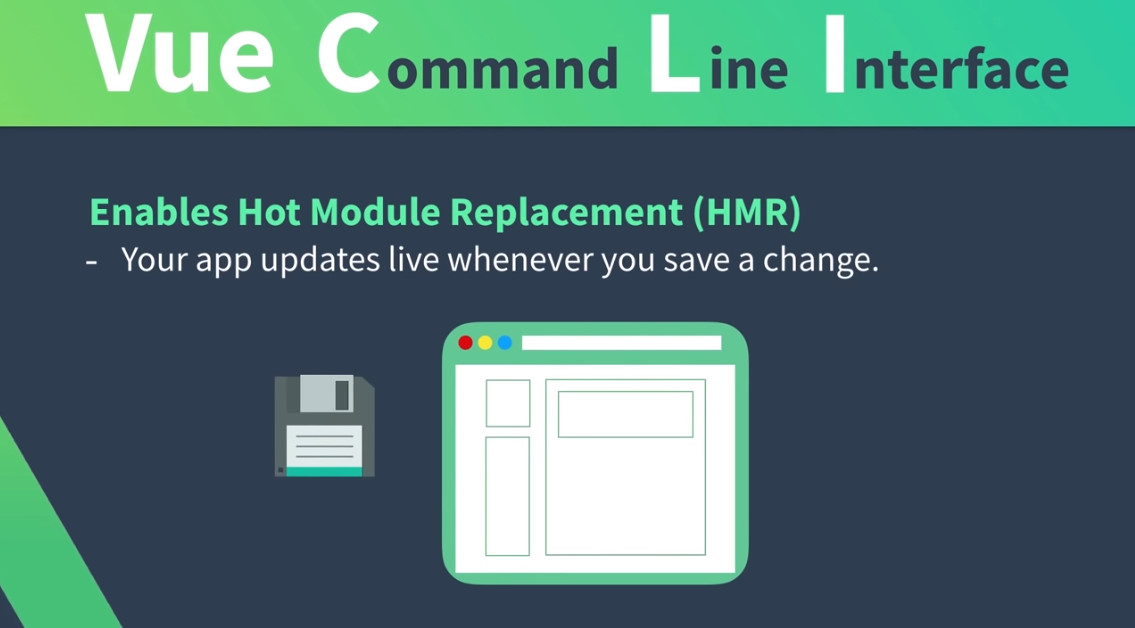 Vue Command Line Interface
Enables Hot Module Replacement (HMR)
- Your app updates live whenever you save a change.